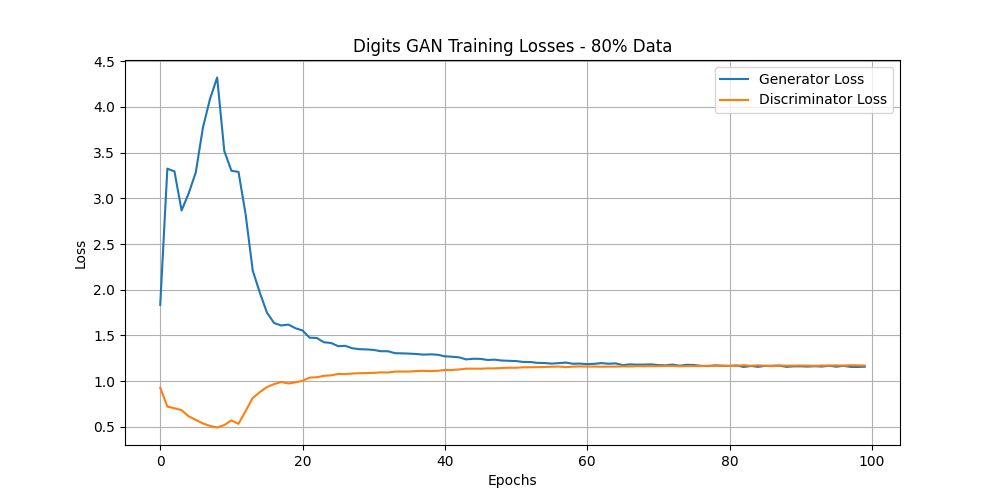 Digits GAN Training Losses - 80% Data
Generator Loss
Discriminator Loss
4.5
4.0
3.5
3.0
2.5
2.0
1.5
1.0
0.5
Loss
0 20 40 60 80 100
Epochs